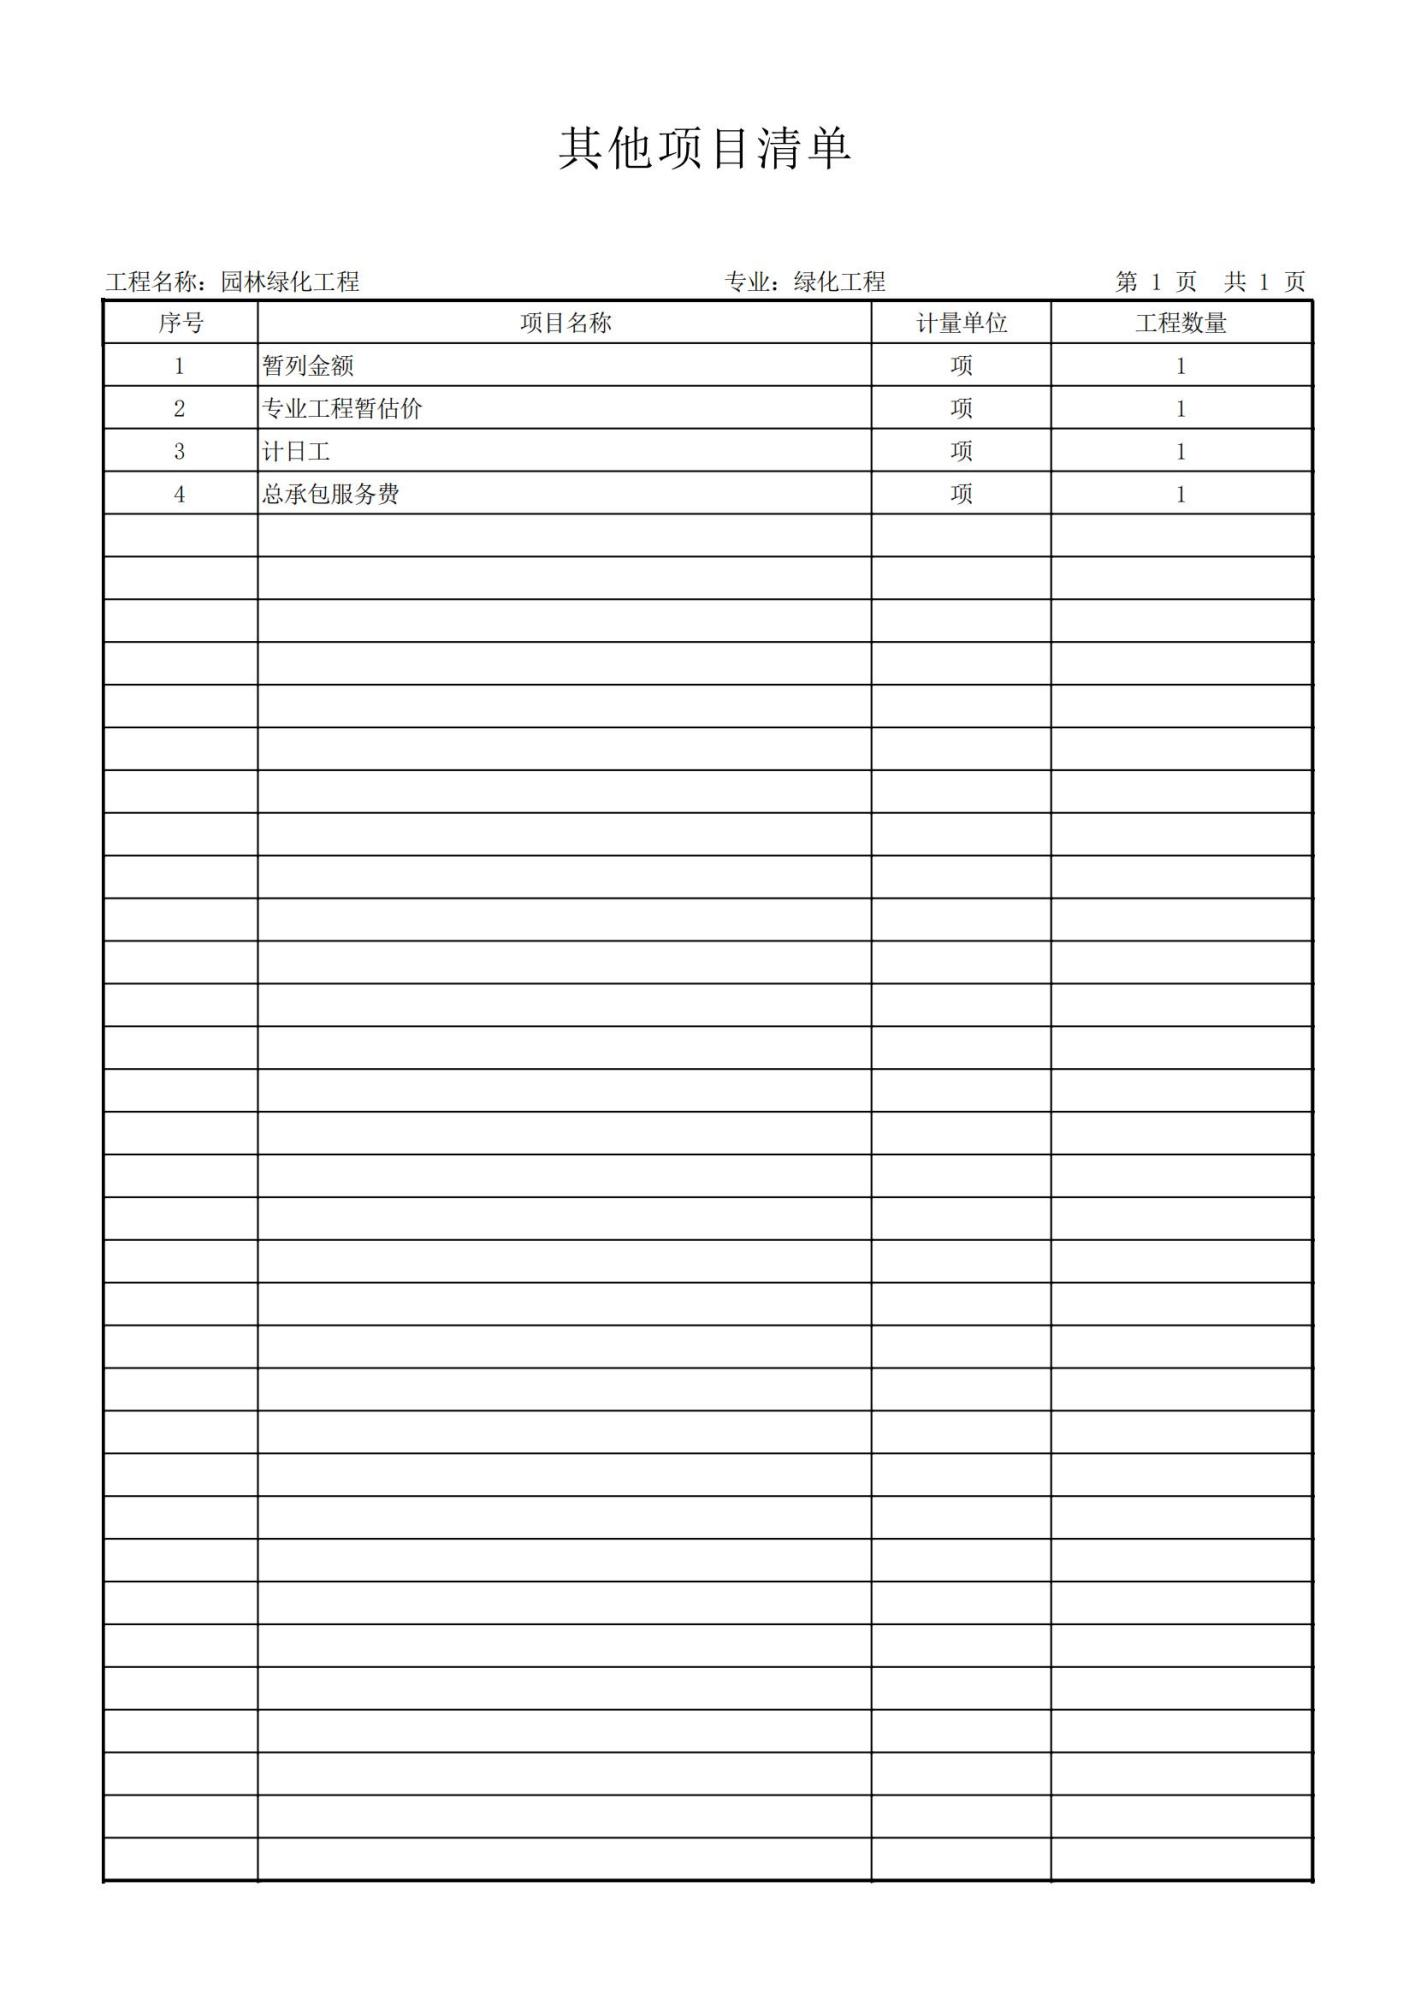 其他项目清单
工程名称：园林绿化工程 专业：绿化工程 第 1 页 共 1 页
序号 项目名称 计量单位 工程数量
1 暂列金额 项 1
2 专业工程暂估价 项 1
3 计日工 项 1
4 总承包服务费 项 1